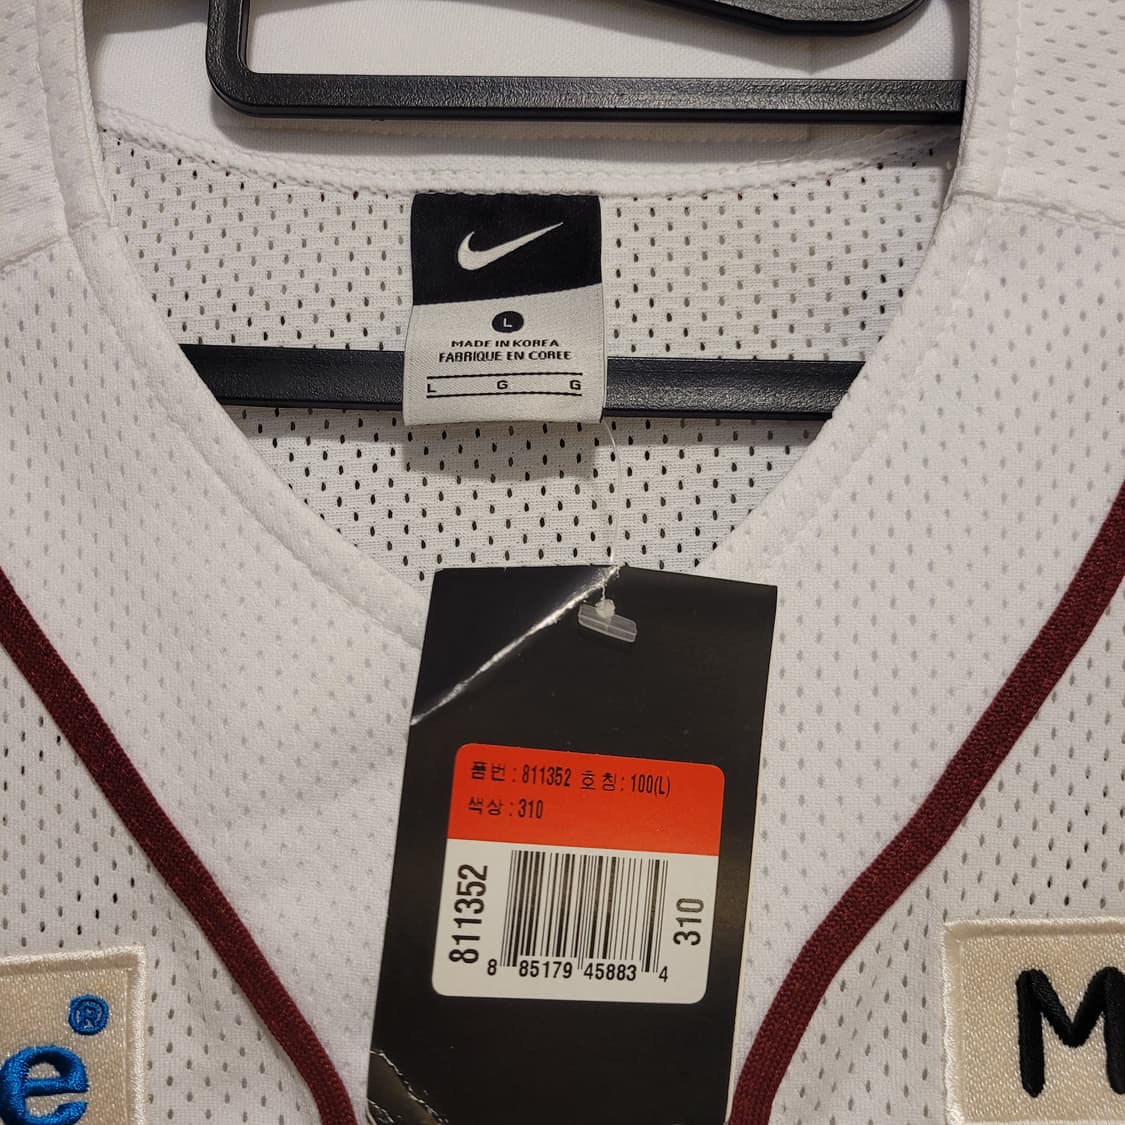 L
MADE IN KOREA
FABRIQUE EN COREE
L G G
품번 : 811352 호칭 : 100(L)
색상 : 310
811352
310
8 85179 45883 4
e®
M